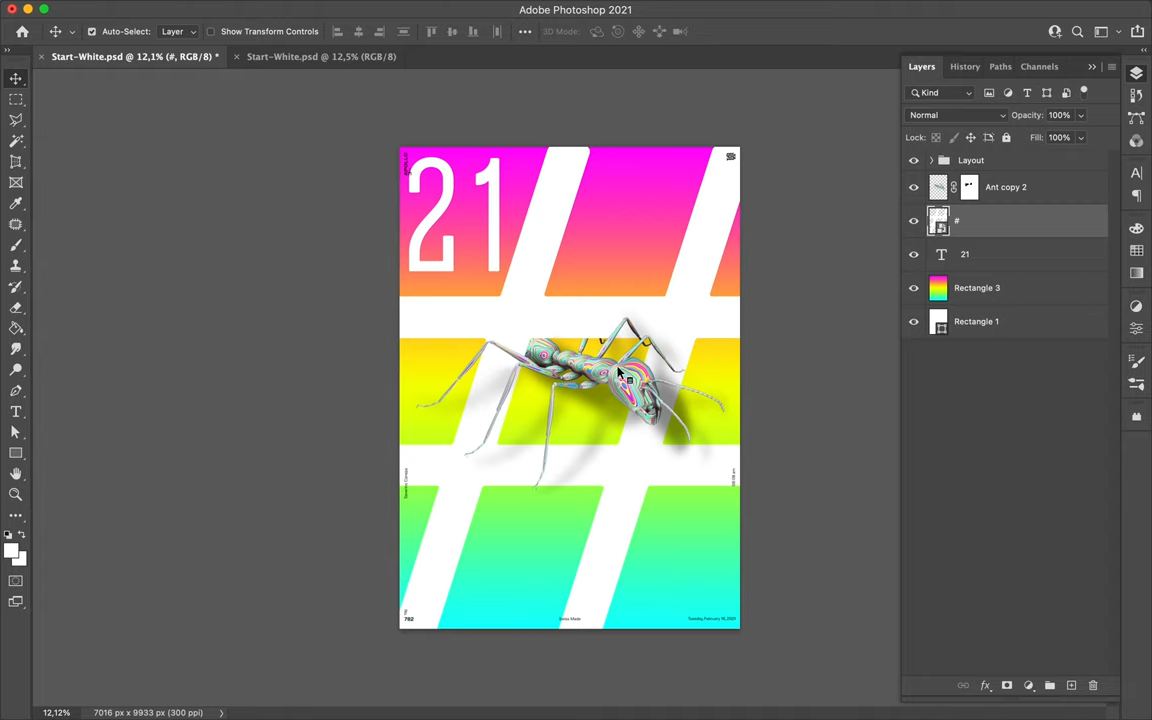 Adobe Photoshop 2021
Auto-Select: Layer Show Transform Controls 3D Mode:
Start-White.psd @ 12,1% (#, RGB/8) * Start-White.psd @ 12,5% (RGB/8)
Layers History Paths Channels
Kind
Normal Opacity: 100%
Lock: Fill: 100%
Layout
Ant copy 2
#
T 21
Rectangle 3
Rectangle 1
21
#
782
Swiss Made
Tuesday February 16, 2021
fx
12,12% 7016 px x 9933 px (300 ppi)